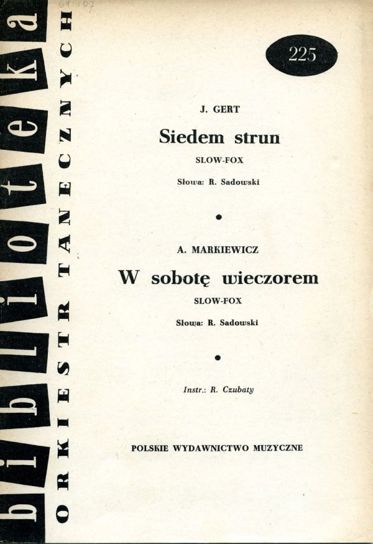 biblioteka
ORKIESTR TANECZNYCH
225
J. GERT
Siedem strun
SLOW-FOX
Słowa: R. Sadowski
A. MARKIEWICZ
W sobotę wieczorem
SLOW-FOX
Słowa: R. Sadowski
Instr.: R. Czubaty
POLSKIE WYDAWNICTWO MUZYCZNE